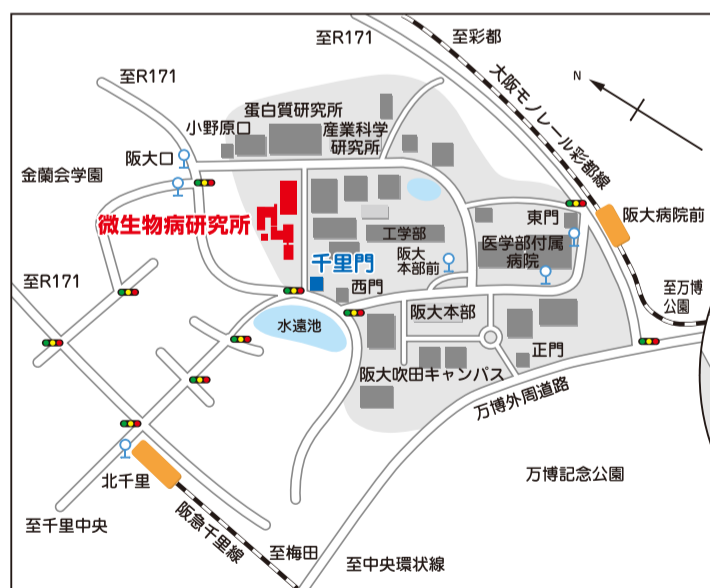 至R171
至彩都
至R171
N
大阪モノレール彩都線
蛋白質研究所
小野原口
産業科学
研究所
阪大口
金蘭会学園
微生物病研究所
東門
阪大病院前
工学部
医学部付属
病院
阪大
本部前
千里門
至R171
西門
至万博
公園
阪大本部
水遠池
正門
阪大吹田キャンパス
万博外周道路
万博記念公園
北千里
阪急千里線
至千里中央
至梅田
至中央環状線